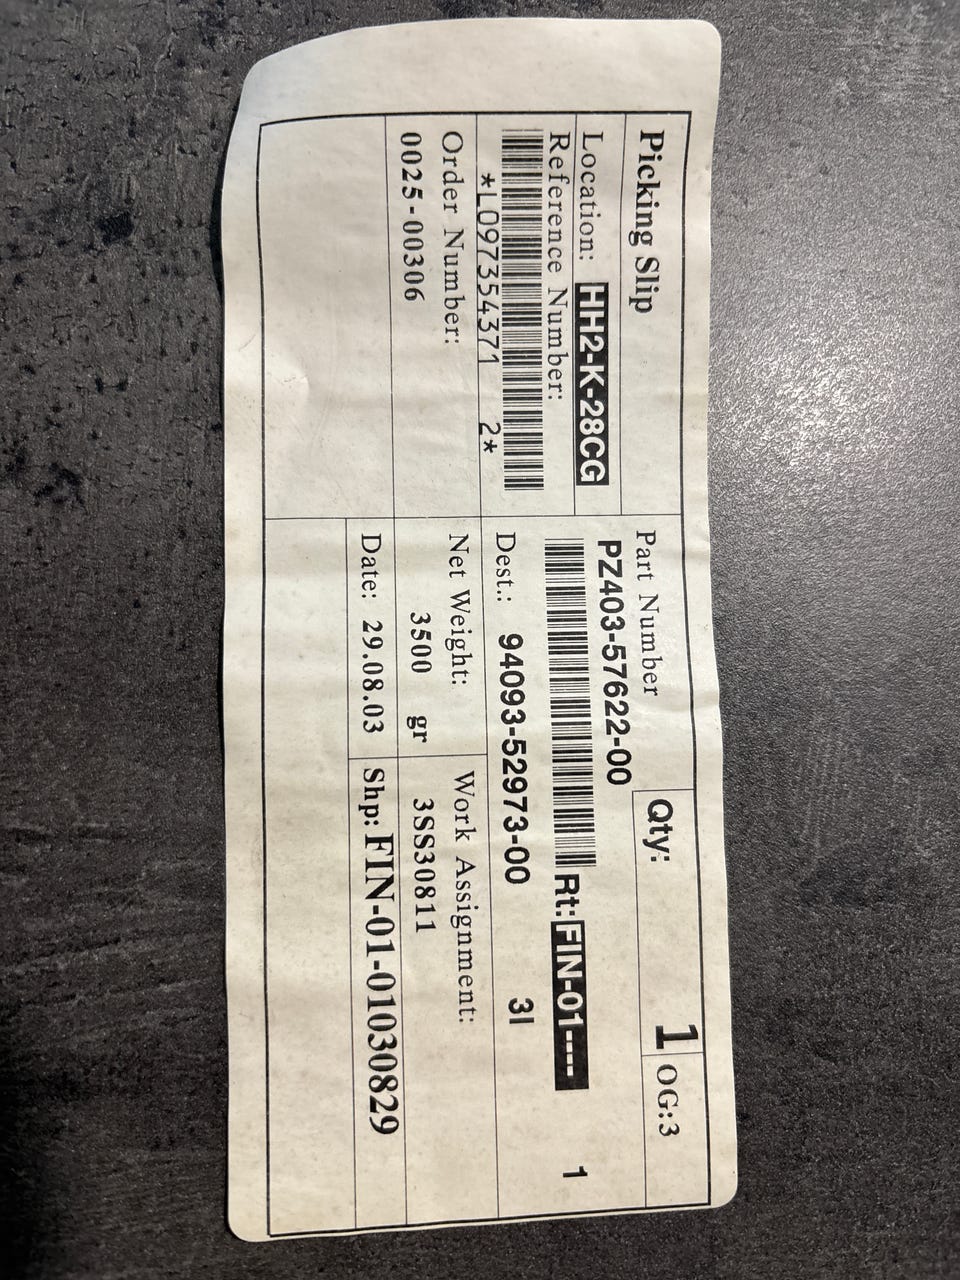 Picking Slip
Location: HH2-K-28CG
Reference Number:
*L097354371 2*
Order Number:
0025-00306
Part Number
PZ403-57622-00
Qty: 1
OG:3
Rt:FIN-01----
1
Dest.: 94093-52973-00 3I
Net Weight:
3500 gr
Work Assignment:
3SS30811
Date: 29.08.03
Shp: FIN-01-01030829